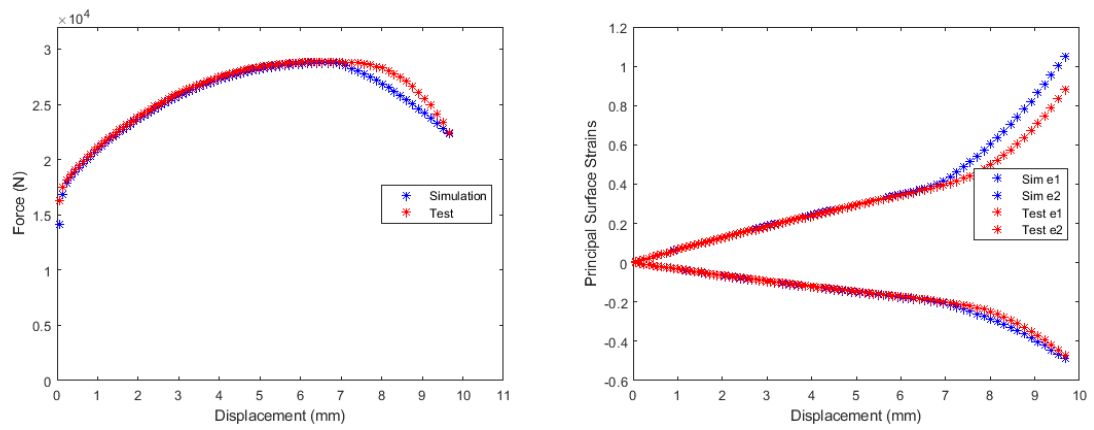 ×10⁴
3
2.5
2
1.5
1
0.5
0
0 1 2 3 4 5 6 7 8 9 10 11
Force (N)
Displacement (mm)
Simulation
Test
1.2
1
0.8
0.6
0.4
0.2
0
-0.2
-0.4
-0.6
0 1 2 3 4 5 6 7 8 9 10
Principal Surface Strains
Displacement (mm)
Sim e1
Sim e2
Test e1
Test e2